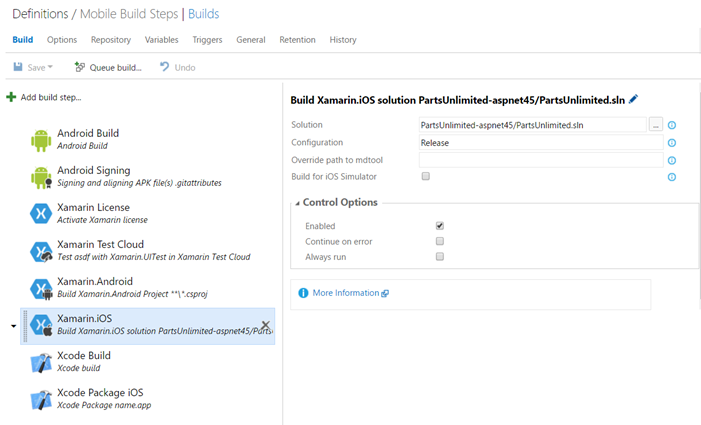 Definitions / Mobile Build Steps | Builds
Build Options Repository Variables Triggers General Retention History
Save Queue build... Undo
Add build step...
Android Build
Android Build
Android Signing
Signing and aligning APK file(s) .gitattributes
Xamarin License
Activate Xamarin license
Xamarin Test Cloud
Test asdf with Xamarin.UITest in Xamarin Test Cloud
Xamarin.Android
Build Xamarin.Android Project **\*.csproj
Xamarin.iOS
Build Xamarin.iOS solution PartsUnlimited-aspnet45/Parts
Xcode Build
Xcode build
Xcode Package iOS
Xcode Package name.app
Build Xamarin.iOS solution PartsUnlimited-aspnet45/PartsUnlimited.sln
Solution PartsUnlimited-aspnet45/PartsUnlimited.sln ...
Configuration Release
Override path to mdtool
Build for iOS Simulator
Control Options
Enabled
Continue on error
Always run
More Information